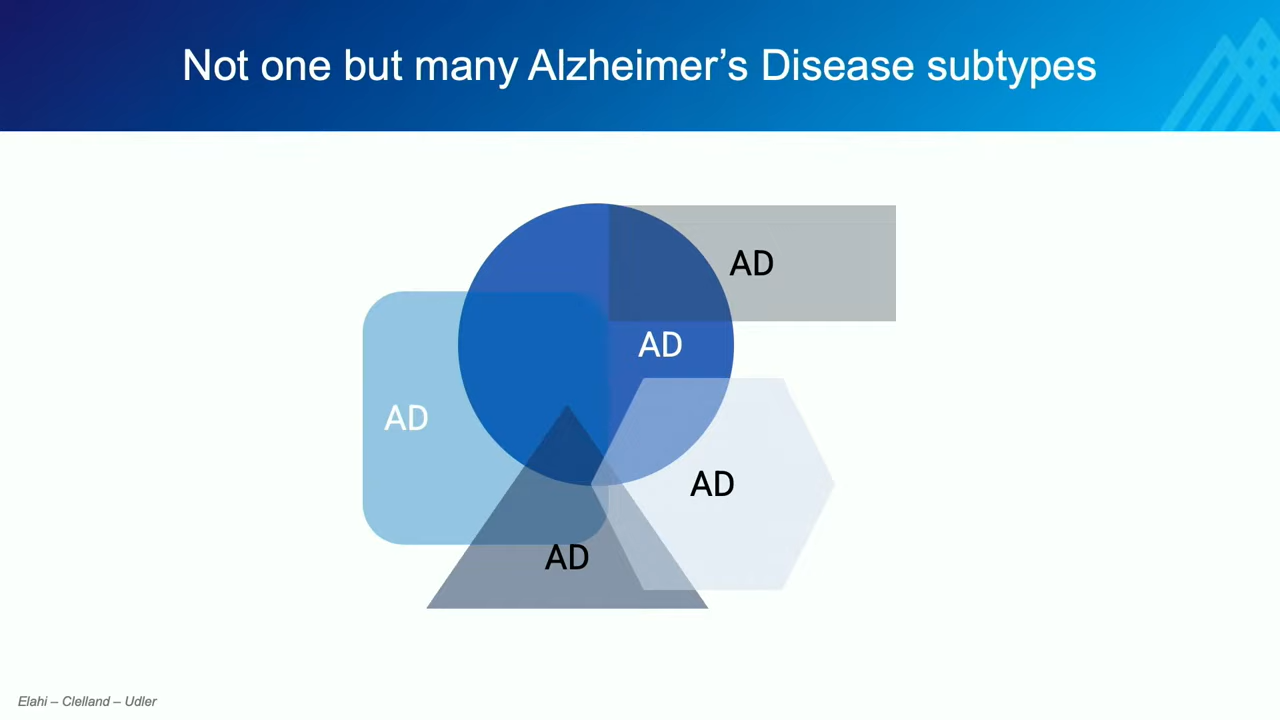 Not one but many Alzheimer’s Disease subtypes
AD
AD
AD
AD
AD
Elahi – Clelland – Udler